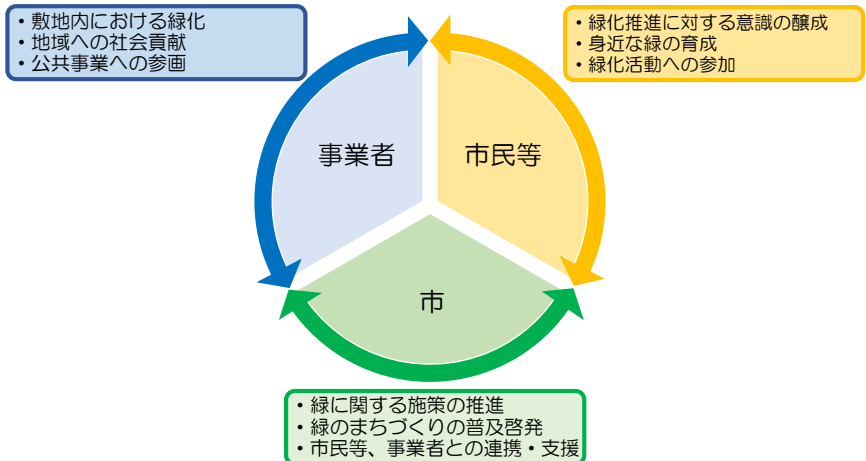 ・敷地内における緑化
・地域への社会貢献
・公共事業への参画
・緑化推進に対する意識の醸成
・身近な緑の育成
・緑化活動への参加
事業者
市民等
市
・緑に関する施策の推進
・緑のまちづくりの普及啓発
・市民等、事業者との連携・支援